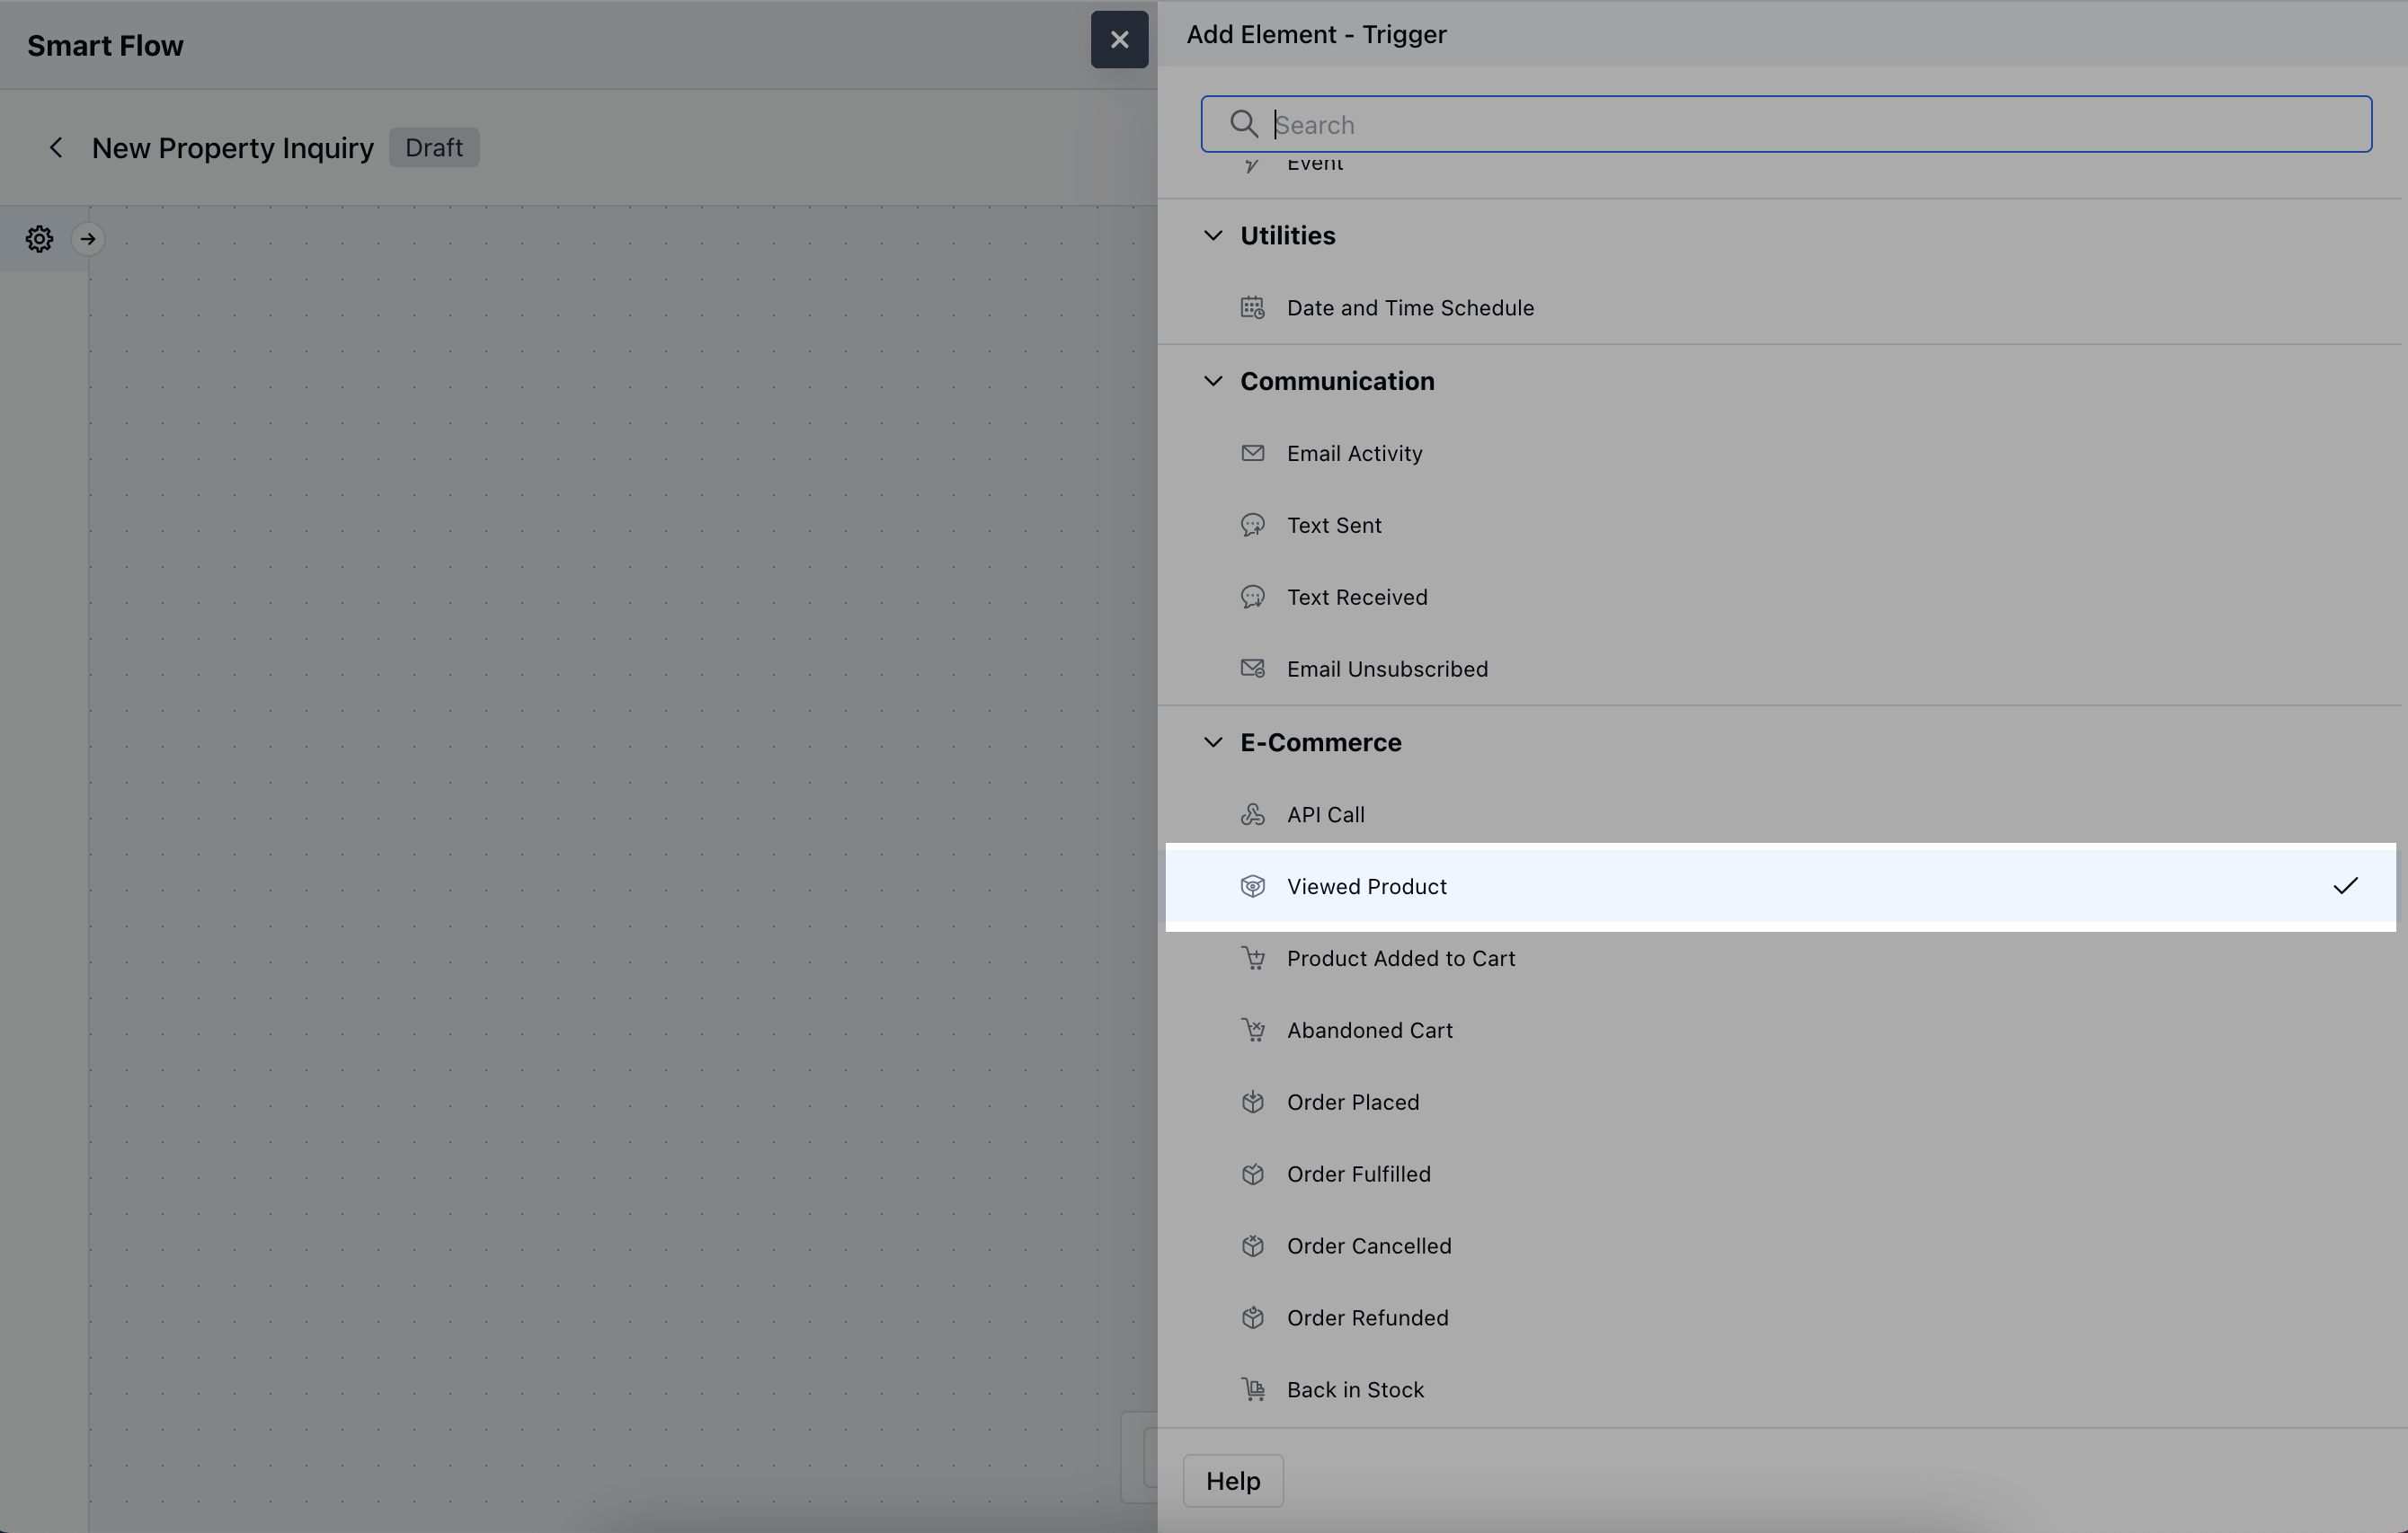 Smart Flow
Add Element - Trigger
New Property Inquiry
Draft
Search
Event
Utilities
Date and Time Schedule
Communication
Email Activity
Text Sent
Text Received
Email Unsubscribed
E-Commerce
API Call
Viewed Product
Product Added to Cart
Abandoned Cart
Order Placed
Order Fulfilled
Order Cancelled
Order Refunded
Back in Stock
Help